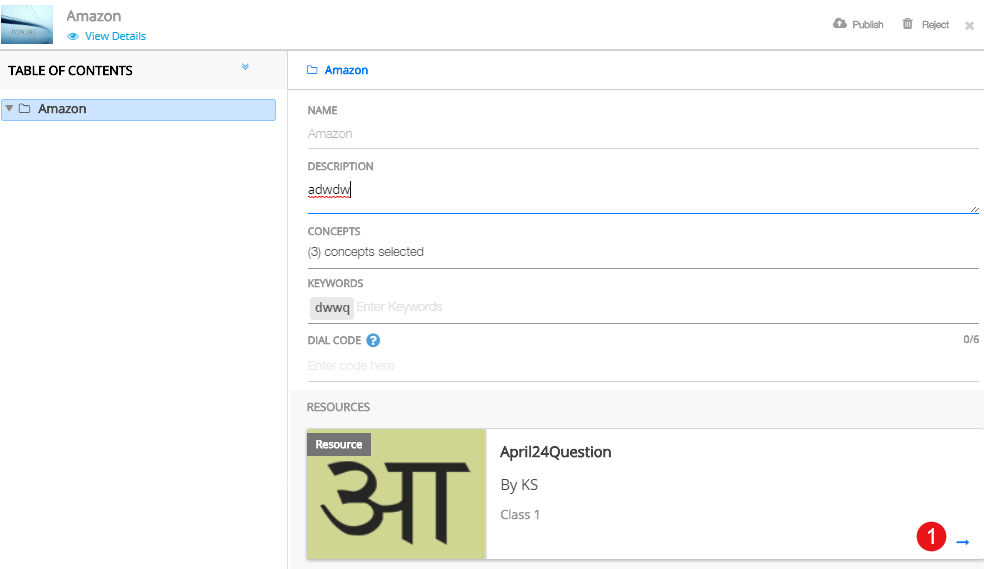 Amazon
View Details
Publish
Reject
TABLE OF CONTENTS
Amazon
Amazon
NAME
Amazon
DESCRIPTION
adwdw
CONCEPTS
(3) concepts selected
KEYWORDS
dwwq Enter Keywords
DIAL CODE ?
0/6
Enter code here
RESOURCES
Resource
आ
April24Question
By KS
Class 1
1